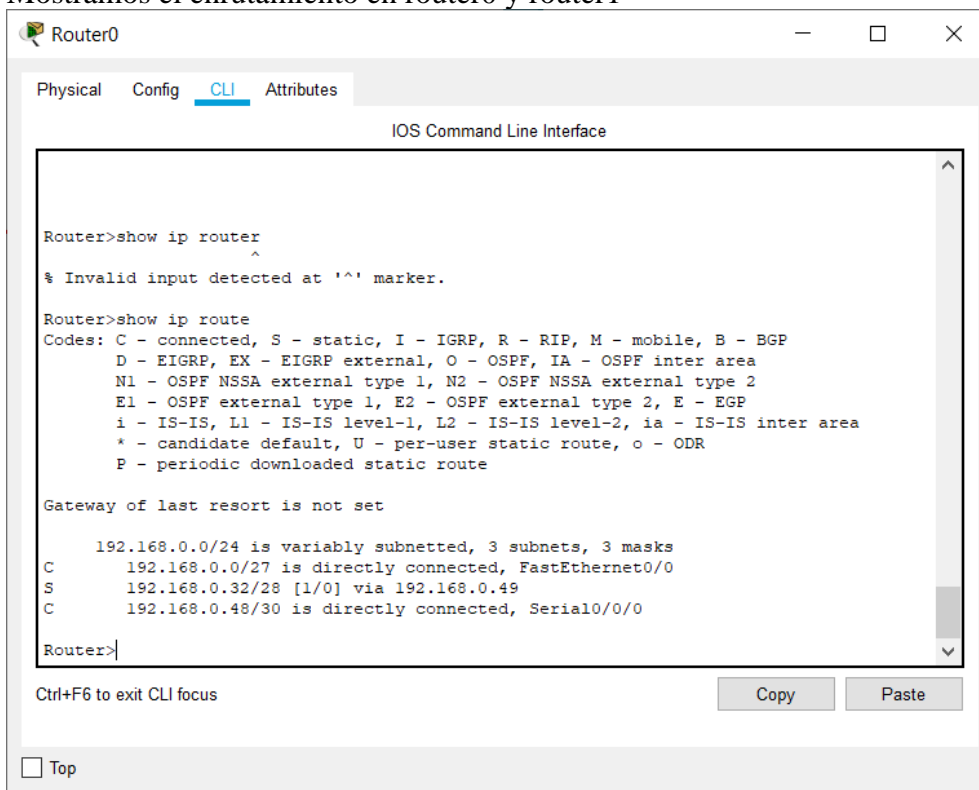 Mostramos el enrutamiento en router0 y router1
Router0
Physical Config CLI Attributes
IOS Command Line Interface
Router>show ip router
^
% Invalid input detected at '^' marker.
Router>show ip route
Codes: C - connected, S - static, I - IGRP, R - RIP, M - mobile, B - BGP
D - EIGRP, EX - EIGRP external, O - OSPF, IA - OSPF inter area
N1 - OSPF NSSA external type 1, N2 - OSPF NSSA external type 2
E1 - OSPF external type 1, E2 - OSPF external type 2, E - EGP
i - IS-IS, L1 - IS-IS level-1, L2 - IS-IS level-2, ia - IS-IS inter area
* - candidate default, U - per-user static route, o - ODR
P - periodic downloaded static route
Gateway of last resort is not set
192.168.0.0/24 is variably subnetted, 3 subnets, 3 masks
C 192.168.0.0/27 is directly connected, FastEthernet0/0
S 192.168.0.32/28 [1/0] via 192.168.0.49
C 192.168.0.48/30 is directly connected, Serial0/0/0
Router>
Ctrl+F6 to exit CLI focus
Copy Paste
Top